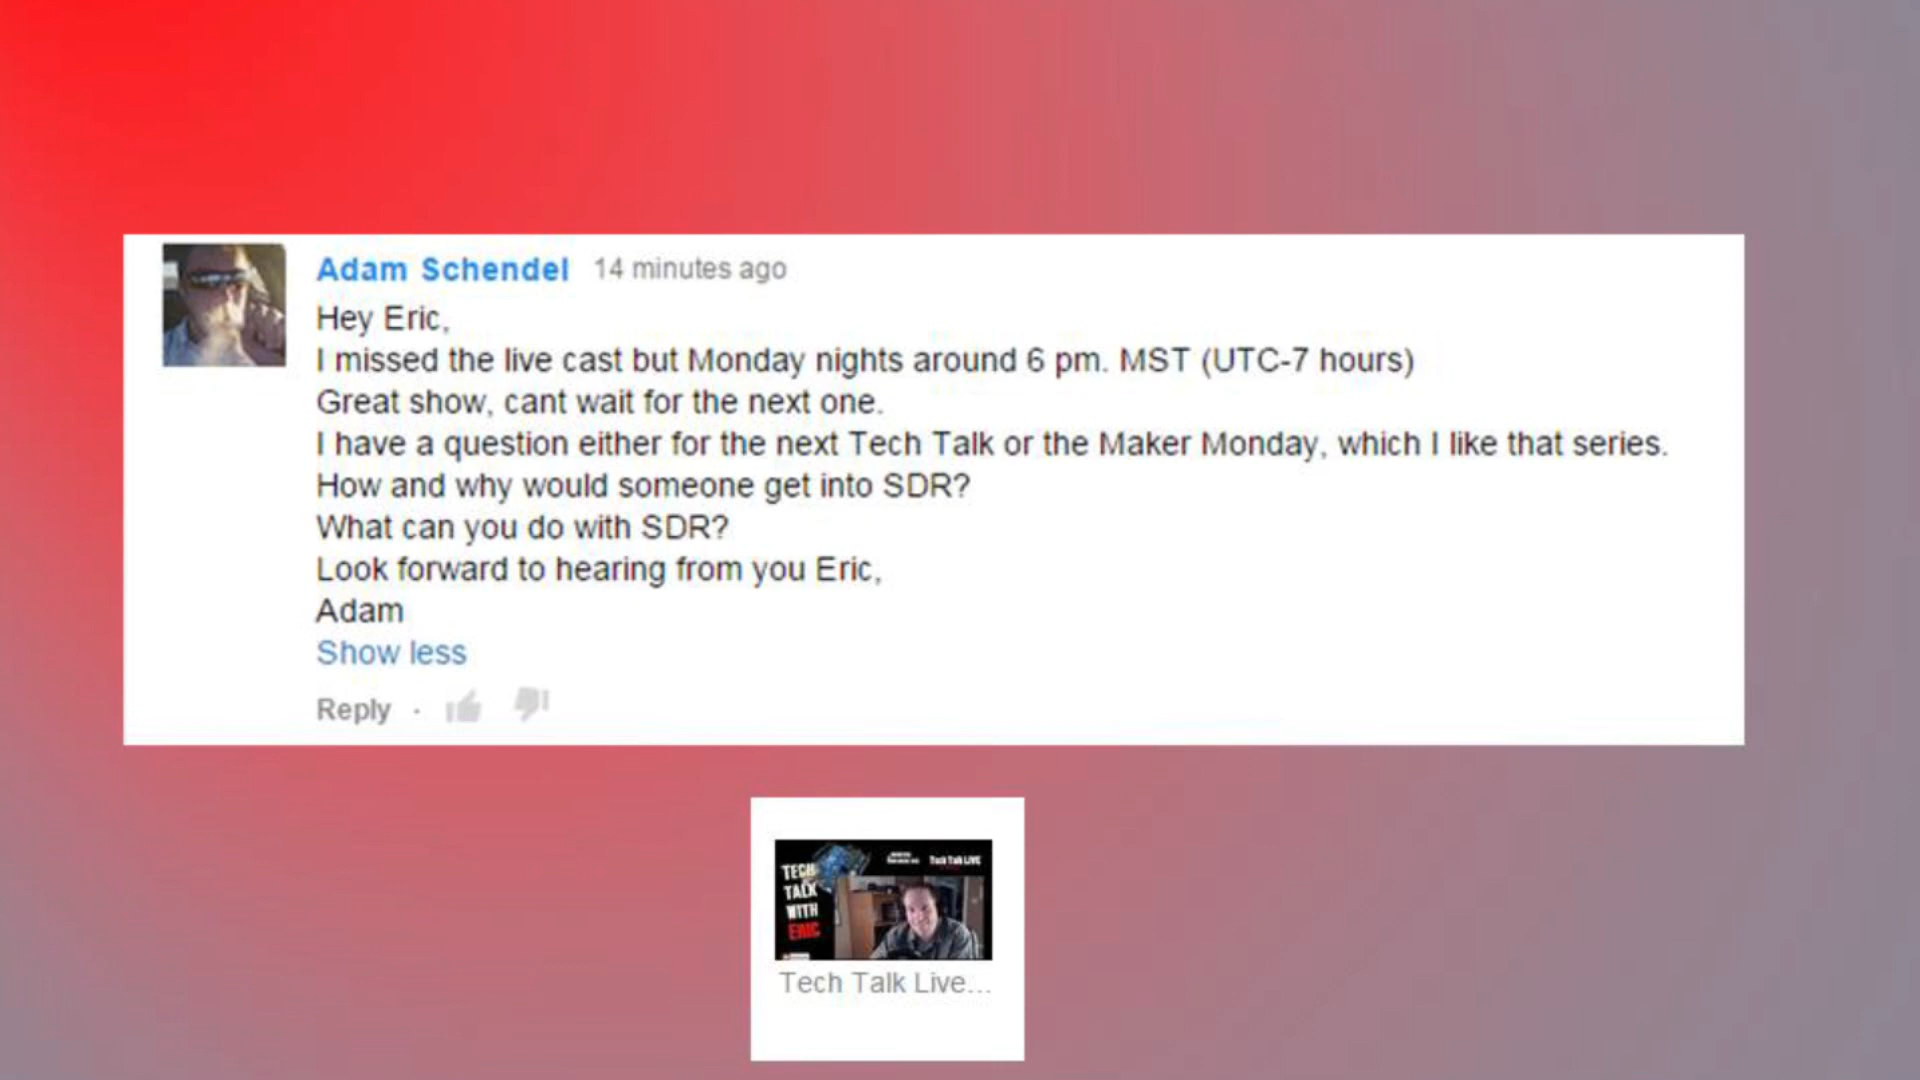 Adam Schendel 14 minutes ago
Hey Eric,
I missed the live cast but Monday nights around 6 pm. MST (UTC-7 hours)
Great show, cant wait for the next one.
I have a question either for the next Tech Talk or the Maker Monday, which I like that series.
How and why would someone get into SDR?
What can you do with SDR?
Look forward to hearing from you Eric,
Adam
Show less
Reply ·
TECH
TALK
WITH
ERIC
Tech Talk LIVE
Tech Talk Live...